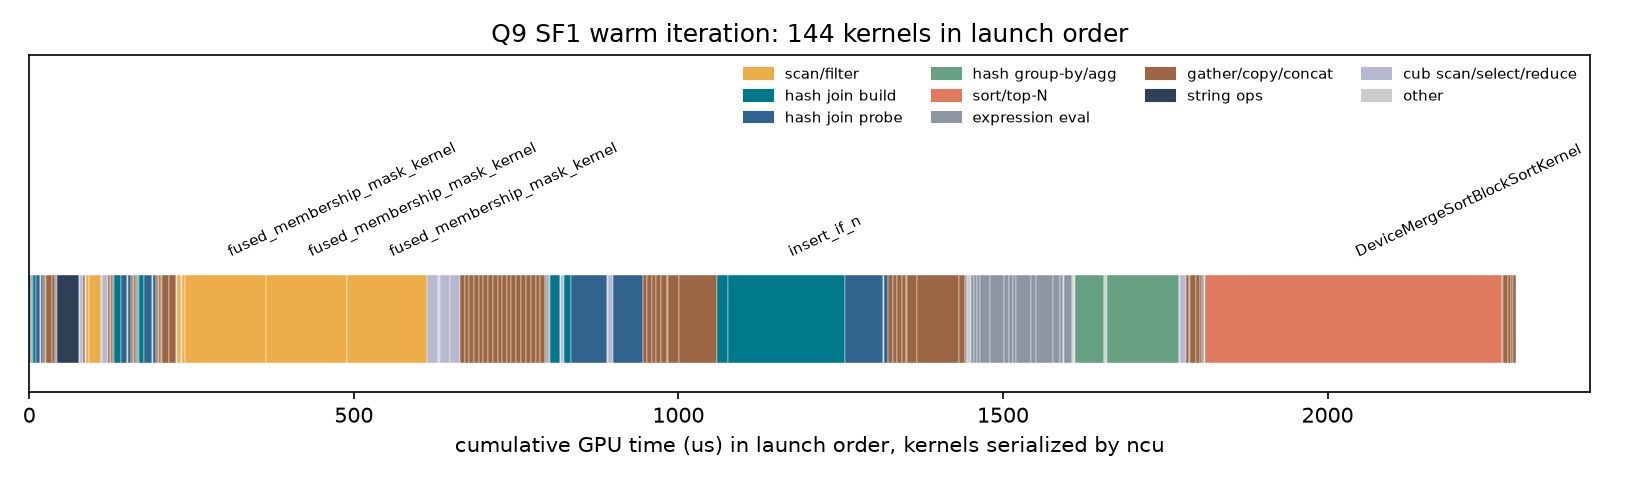 Q9 SF1 warm iteration: 144 kernels in launch order
scan/filter
hash join build
hash join probe
hash group-by/agg
sort/top-N
expression eval
gather/copy/concat
string ops
cub scan/select/reduce
other
fused_membership_mask_kernel
fused_membership_mask_kernel
fused_membership_mask_kernel
insert_if_n
DeviceMergeSortBlockSortKernel
0
500
1000
1500
2000
cumulative GPU time (us) in launch order, kernels serialized by ncu